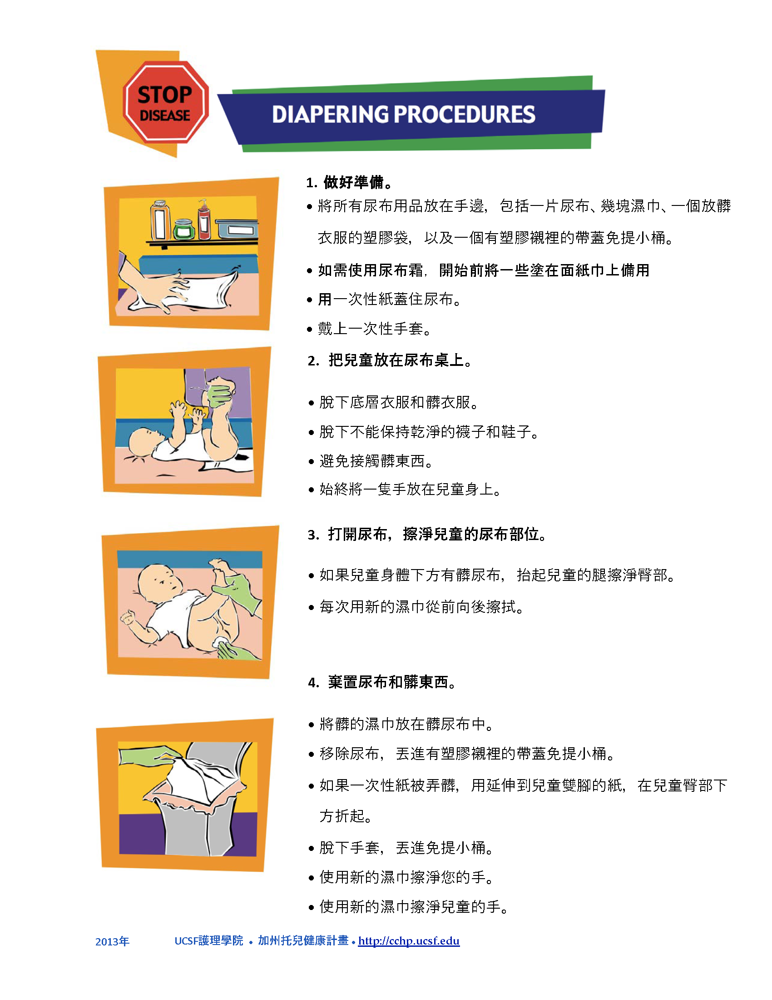 STOP
DISEASE
DIAPERING PROCEDURES
1. 做好準備。
• 將所有尿布用品放在手邊，包括一片尿布、幾塊濕巾、一個放髒
衣服的塑膠袋，以及一個有塑膠襯裡的帶蓋免提小桶。
• 如需使用尿布霜，開始前將一些塗在面紙巾上備用
• 用一次性紙蓋住尿布。
• 戴上一次性手套。
2. 把兒童放在尿布桌上。
• 脫下底層衣服和髒衣服。
• 脫下不能保持乾淨的襪子和鞋子。
• 避免接觸髒東西。
• 始終將一隻手放在兒童身上。
3. 打開尿布，擦淨兒童的尿布部位。
• 如果兒童身體下方有髒尿布，抬起兒童的腿擦淨臀部。
• 每次用新的濕巾從前向後擦拭。
4. 棄置尿布和髒東西。
• 將髒的濕巾放在髒尿布中。
• 移除尿布，丟進有塑膠襯裡的帶蓋免提小桶。
• 如果一次性紙被弄髒，用延伸到兒童雙腳的紙，在兒童臀部下
方折起。
• 脫下手套，丟進免提小桶。
• 使用新的濕巾擦淨您的手。
• 使用新的濕巾擦淨兒童的手。
2013年 UCSF護理學院 • 加州托兒健康計畫 • http://cchp.ucsf.edu